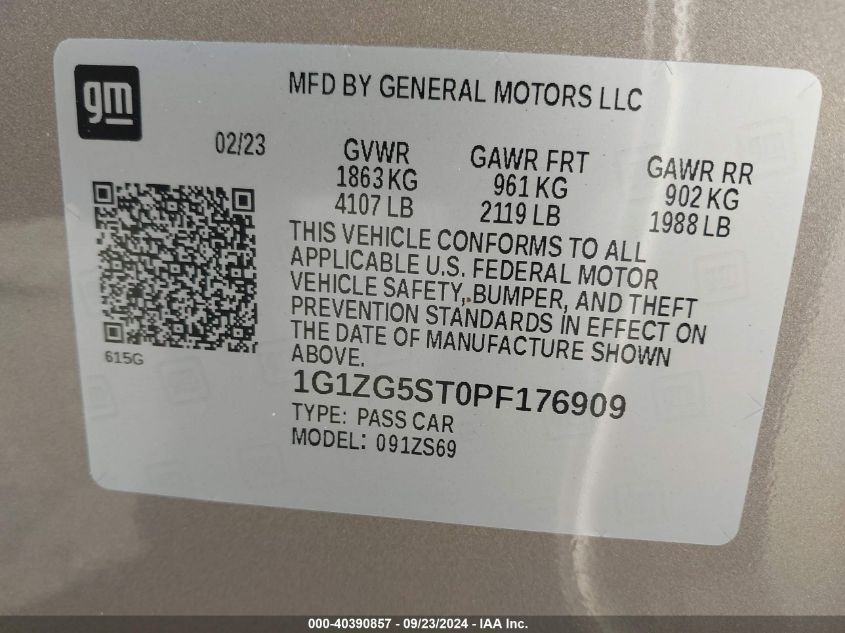 gm
MFD BY GENERAL MOTORS LLC
02/23
GVWR GAWR FRT GAWR RR
1863 KG 961 KG 902 KG
4107 LB 2119 LB 1988 LB
THIS VEHICLE CONFORMS TO ALL
APPLICABLE U.S. FEDERAL MOTOR
VEHICLE SAFETY, BUMPER, AND THEFT
PREVENTION STANDARDS IN EFFECT ON
THE DATE OF MANUFACTURE SHOWN
ABOVE.
615G
1G1ZG5ST0PF176909
TYPE: PASS CAR
MODEL: 091ZS69
000-40390857 - 09/23/2024 - IAA Inc.